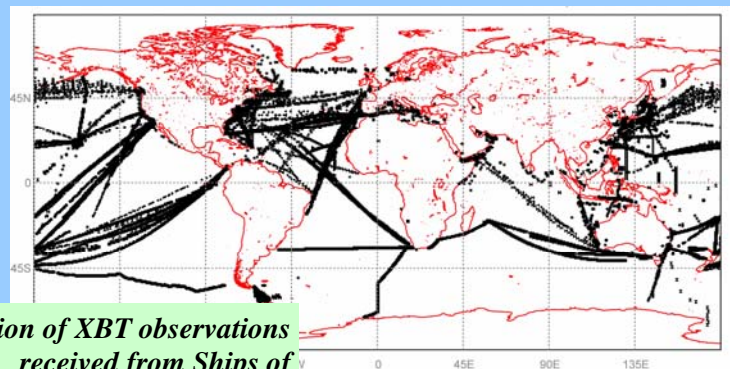 45N
0
45S
ion of XBT observations
received from Ships of
W 0 45E 90E 135E